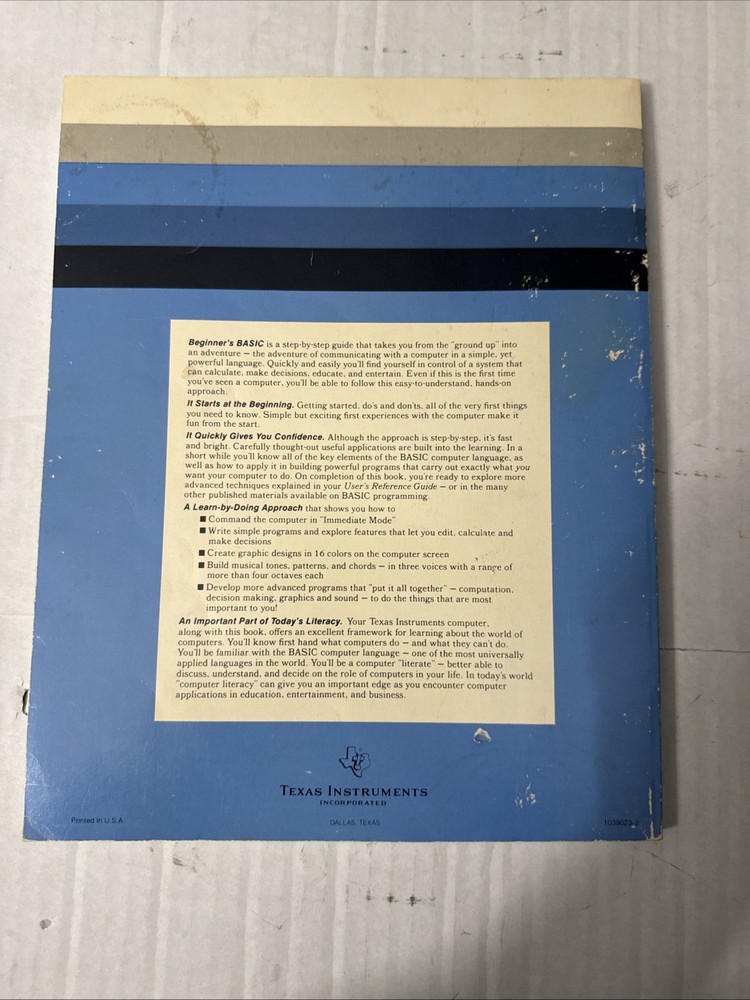 Beginner's BASIC is a step-by-step guide that takes you from the "ground up" into
an adventure — the adventure of communicating with a computer in a simple, yet
powerful language. Quickly and easily you'll find yourself in control of a system that
can calculate, make decisions, educate, and entertain. Even if this is the first time
you've seen a computer, you'll be able to follow this easy-to-understand, hands-on
approach.
It Starts at the Beginning. Getting started, do's and don'ts, all of the very first things
you need to know. Simple but exciting first experiences with the computer make it
fun from the start.
It Quickly Gives You Confidence. Although the approach is step-by-step, it's fast
and bright. Carefully thought-out useful applications are built into the learning. In a
short while you'll know all of the key elements of the BASIC computer language, as
well as how to apply it in building powerful programs that carry out exactly what you
want your computer to do. On completion of this book, you're ready to explore more
advanced techniques explained in your User's Reference Guide — or in the many
other published materials available on BASIC programming.
A Learn-by-Doing Approach that shows you how to
■ Command the computer in "Immediate Mode"
■ Write simple programs and explore features that let you edit, calculate and
make decisions
■ Create graphic designs in 16 colors on the computer screen
■ Build musical tones, patterns, and chords — in three voices with a range of
more than four octaves each
■ Develop more advanced programs that "put it all together" — computation,
decision making, graphics and sound — to do the things that are most
important to you!
An Important Part of Today's Literacy. Your Texas Instruments computer,
along with this book, offers an excellent framework for learning about the world of
computers. You'll know first hand what computers do — and what they can't do.
You'll be familiar with the BASIC computer language — one of the most universally
applied languages in the world. You'll be a computer "literate" — better able to
discuss, understand, and decide on the role of computers in your life. In today's world
"computer literacy" can give you an important edge as you encounter computer
applications in education, entertainment, and business.
TEXAS INSTRUMENTS
INCORPORATED
Printed in U.S.A.
DALLAS, TEXAS
1039023-2